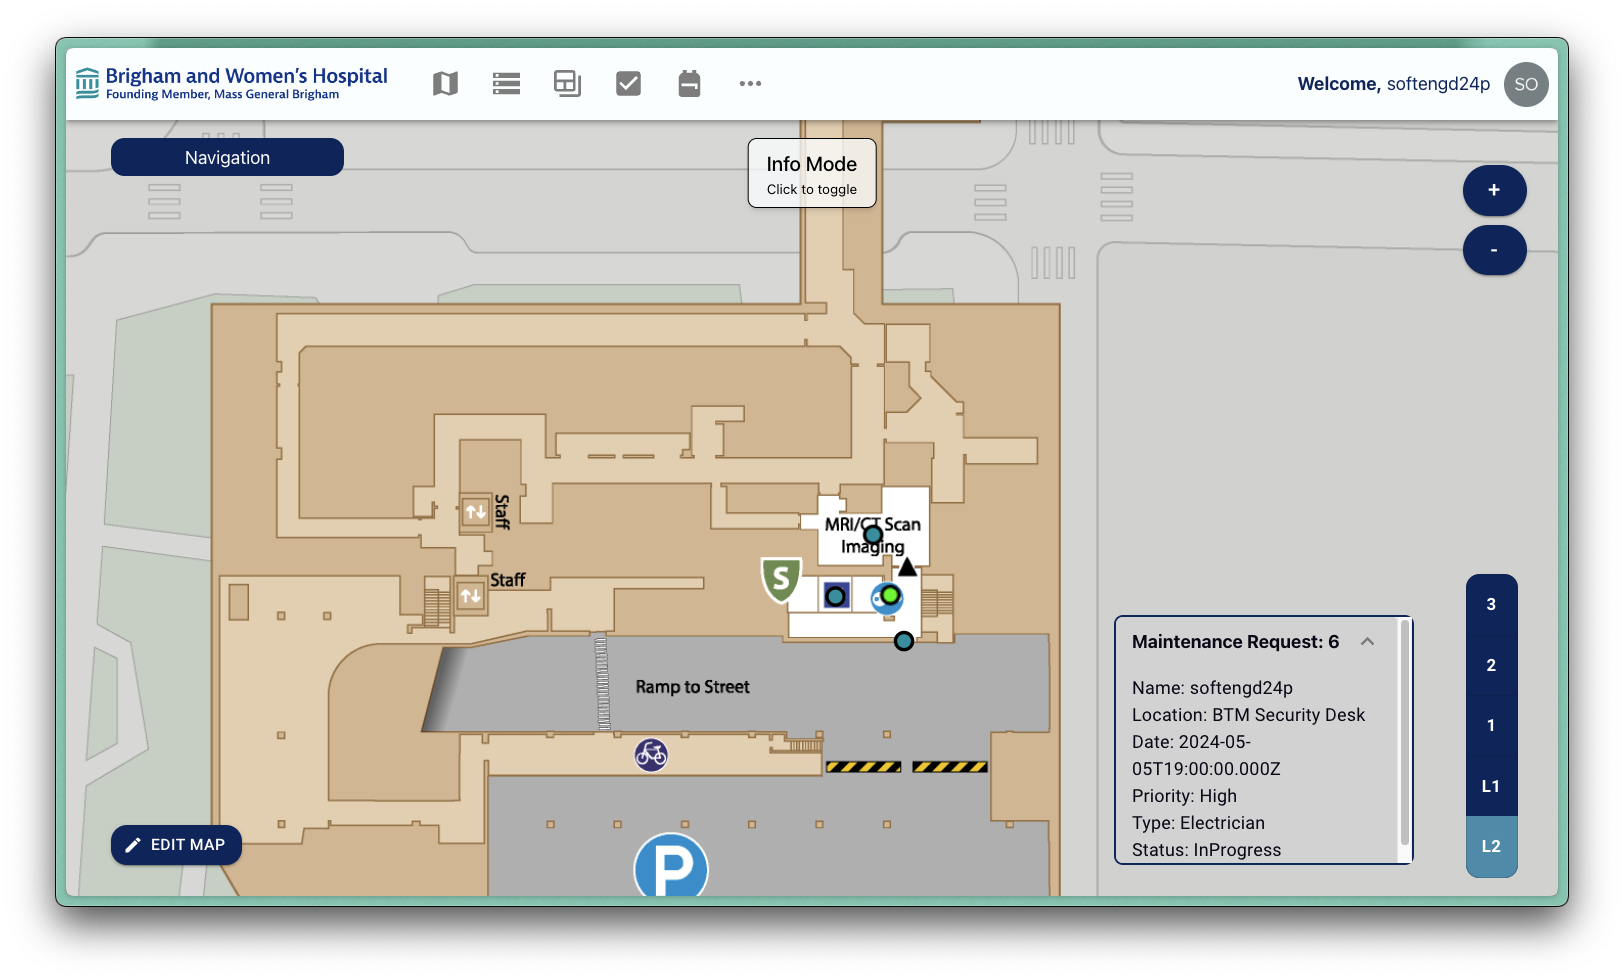 Brigham and Women's Hospital
Founding Member, Mass General Brigham
Welcome, softengd24p
SO
Navigation
Info Mode
Click to toggle
+
-
Staff
Staff
MRI/CT Scan
Imaging
S
Ramp to Street
P
EDIT MAP
Maintenance Request: 6
Name: softengd24p
Location: BTM Security Desk
Date: 2024-05-
05T19:00:00.000Z
Priority: High
Type: Electrician
Status: InProgress
3
2
1
L1
L2